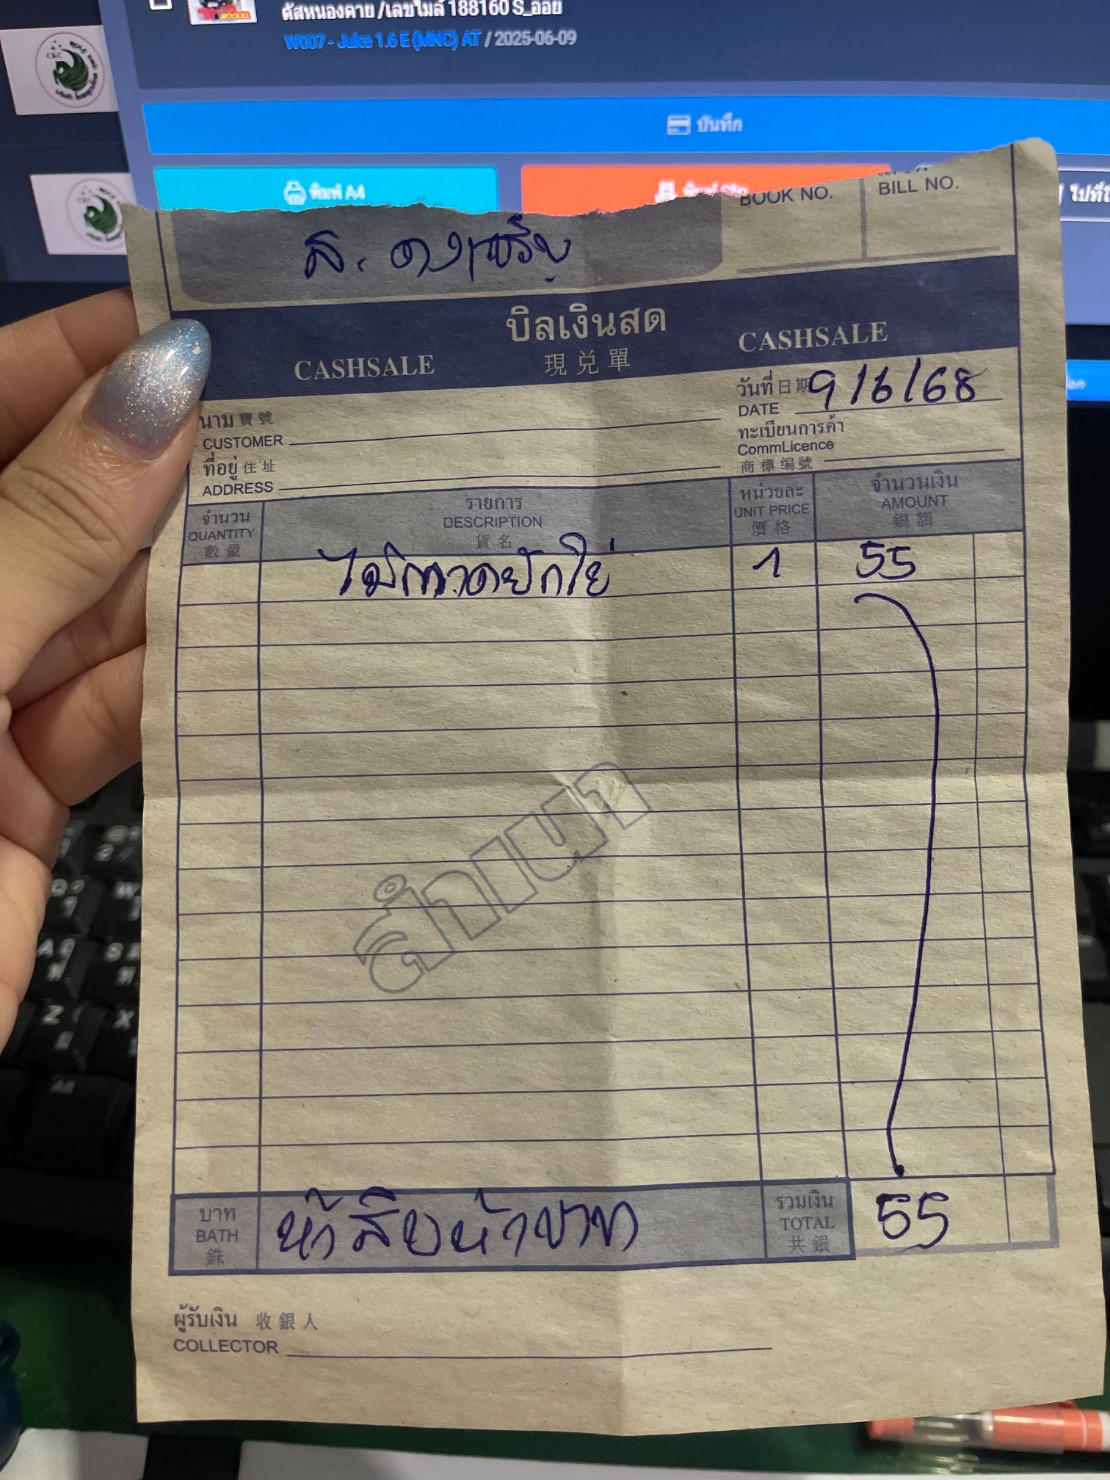 ดัสหนองคาย /เลขไมล์ 188160 S_ออย
W007 - Juke 1.6 E (MNC) AT / 2025-06-09
บันทึก
พิมพ์ A4
พิมพ์ Slip
BOOK NO.
BILL NO.
ส. ดงเจริญ
บิลเงินสด
CASHSALE
現兑單
CASHSALE
วันที่ 日期 9/6/68
DATE
นาม 寶號
CUSTOMER
ทะเบียนการค้า
CommLicence
商標编號
ที่อยู่ 住址
ADDRESS
จำนวน
QUANTITY
數量
รายการ
DESCRIPTION
貨名
หน่วยละ
UNIT PRICE
價格
จำนวนเงิน
AMOUNT
銀額
ไม้กวาดหยักไย่ 1 55
สำเนา
บาท
BATH
銖
ห้าสิบห้าบาท
รวมเงิน
TOTAL
共銀
55
ผู้รับเงิน 收銀人
COLLECTOR